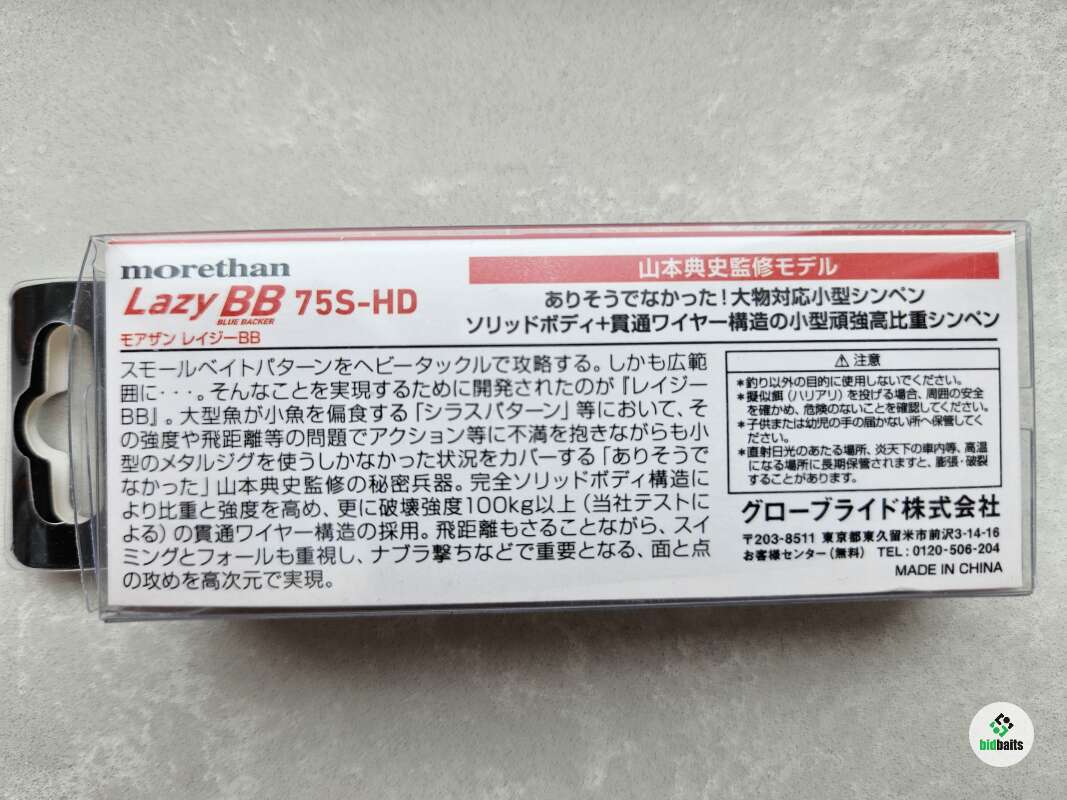 morethan
Lazy BB 75S-HD
BLUE BACKER
モアザン レイジーBB
山本典史監修モデル
ありそうでなかった!大物対応小型シンペン
ソリッドボディ+貫通ワイヤー構造の小型頑強高比重シンペン
スモールベイトパターンをヘビータックルで攻略する。しかも広範
囲に・・・。そんなことを実現するために開発されたのが『レイジー
BB』。大型魚が小魚を偏食する「シラスパターン」等において、そ
の強度や飛距離等の問題でアクション等に不満を抱きながらも小
型のメタルジグを使うしかなかった状況をカバーする「ありそうで
なかった」山本典史監修の秘密兵器。完全ソリッドボディ構造に
より比重と強度を高め、更に破壊強度100kg以上(当社テストに
よる)の貫通ワイヤー構造の採用。飛距離もさることながら、スイ
ミングとフォールも重視し、ナブラ撃ちなどで重要となる、面と点
の攻めを高次元で実現。
⚠注意
*釣り以外の目的に使用しないでください。
*擬似餌(ハリアリ)を投げる場合、周囲の安全
を確かめ、危険のないことを確認してください。
*子供または幼児の手の届かない所へ保管してく
ださい。
*直射日光のあたる場所、炎天下の車内等、高温
になる場所に長期保管されますと、膨張・破裂
することがあります。
グローブライド株式会社
〒203-8511 東京都東久留米市前沢3-14-16
お客様センター(無料) TEL:0120-506-204
MADE IN CHINA
bidbaits